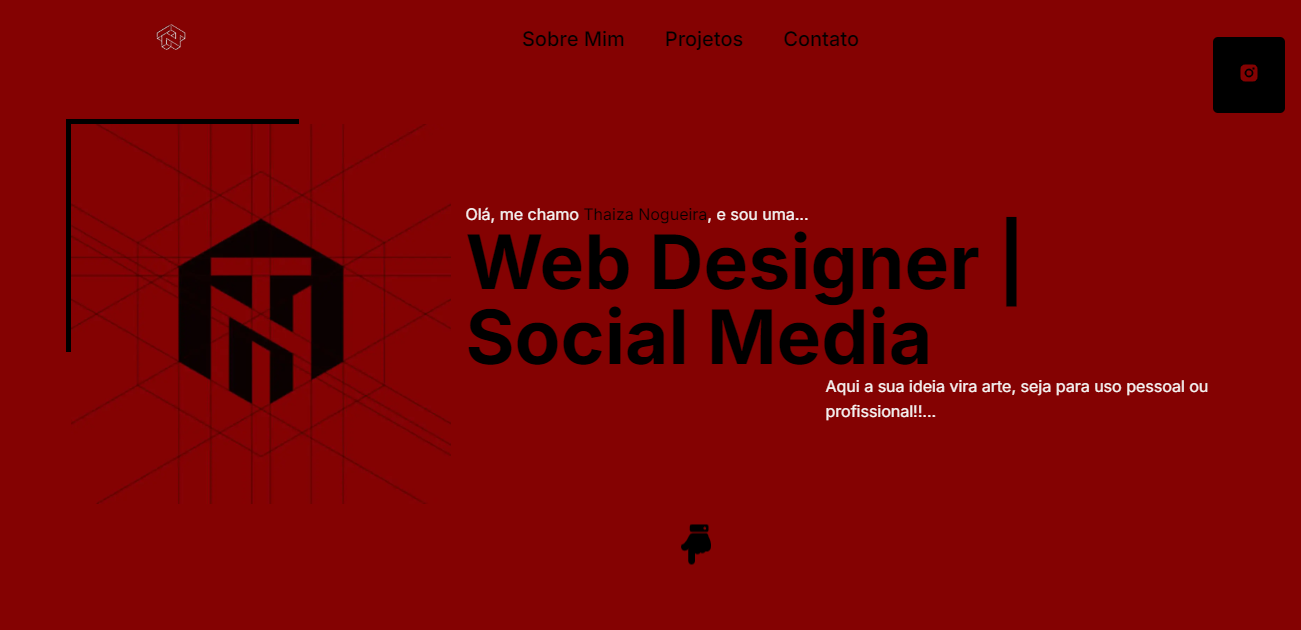 Sobre Mim Projetos Contato
Olá, me chamo Thaiza Nogueira, e sou uma...
Web Designer |
Social Media
Aqui a sua ideia vira arte, seja para uso pessoal ou
profissional!!...